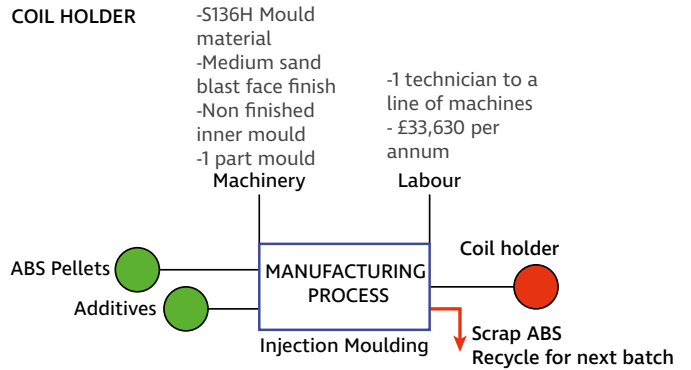 COIL HOLDER
-S136H Mould
material
-Medium sand
blast face finish
-Non finished
inner mould
-1 part mould
Machinery
-1 technician to a
line of machines
- £33,630 per
annum
Labour
ABS Pellets
Additives
MANUFACTURING
PROCESS
Injection Moulding
Coil holder
Scrap ABS
Recycle for next batch